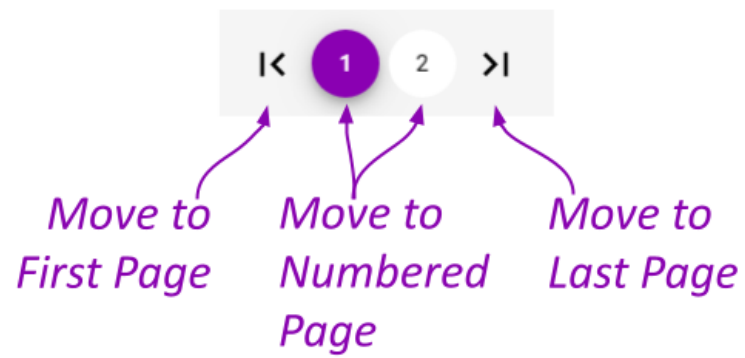 1 2
Move to
First Page
Move to
Numbered
Page
Move to
Last Page